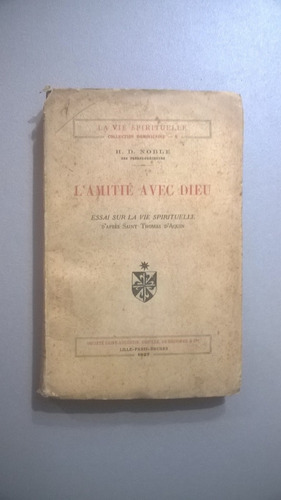 LA VIE SPIRITUELLE
COLLECTION
H. D. NOBLE
DES
L'AMITIÉ AVEC DIEU
ESSAI SUR LA VIE SPIRITUELLE
D'APRÈS SAINT THOMAS D'AQUIN
LILLE-PARIS-BRUGES